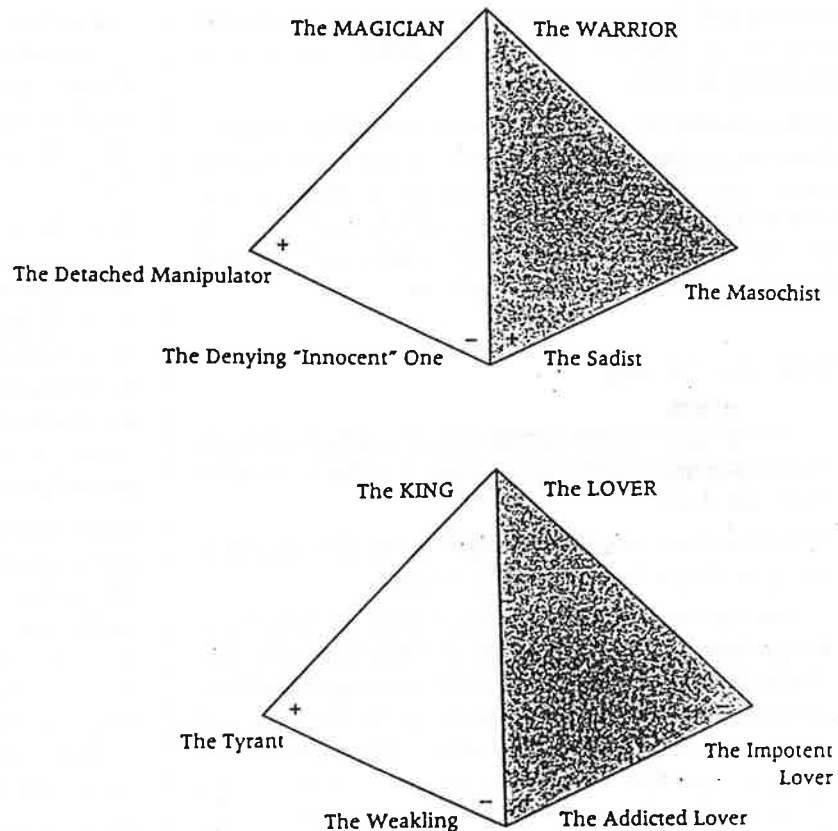 The MAGICIAN
The WARRIOR
+
The Detached Manipulator
The Masochist
- +
The Denying "Innocent" One
The Sadist
The KING
The LOVER
+
-
The Tyrant
The Impotent
Lover
- +
The Weakling
The Addicted Lover